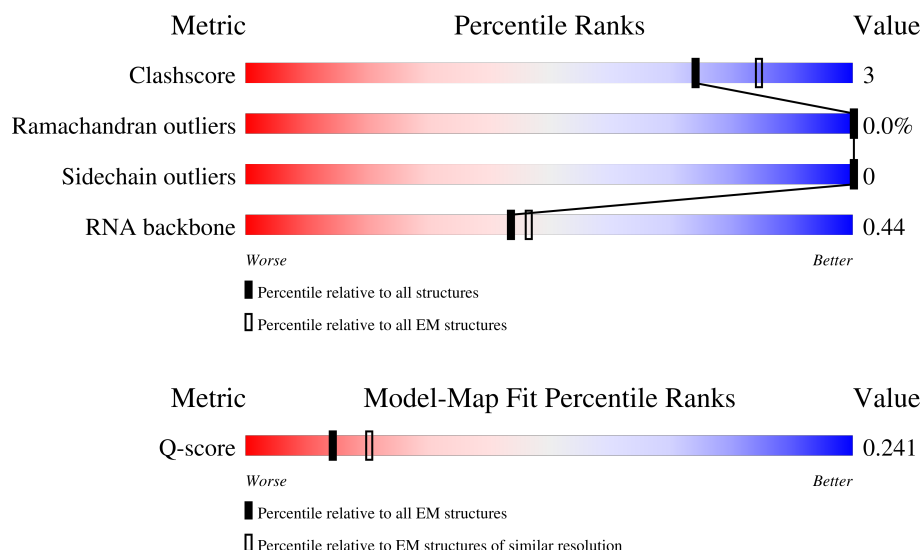 Metric Percentile Ranks Value
Clashscore 3
Ramachandran outliers 0.0%
Sidechain outliers 0
RNA backbone 0.44
Worse Better
Percentile relative to all structures
Percentile relative to all EM structures
Metric Model-Map Fit Percentile Ranks Value
Q-score 0.241
Worse Better
Percentile relative to all EM structures
Percentile relative to EM structures of similar resolution